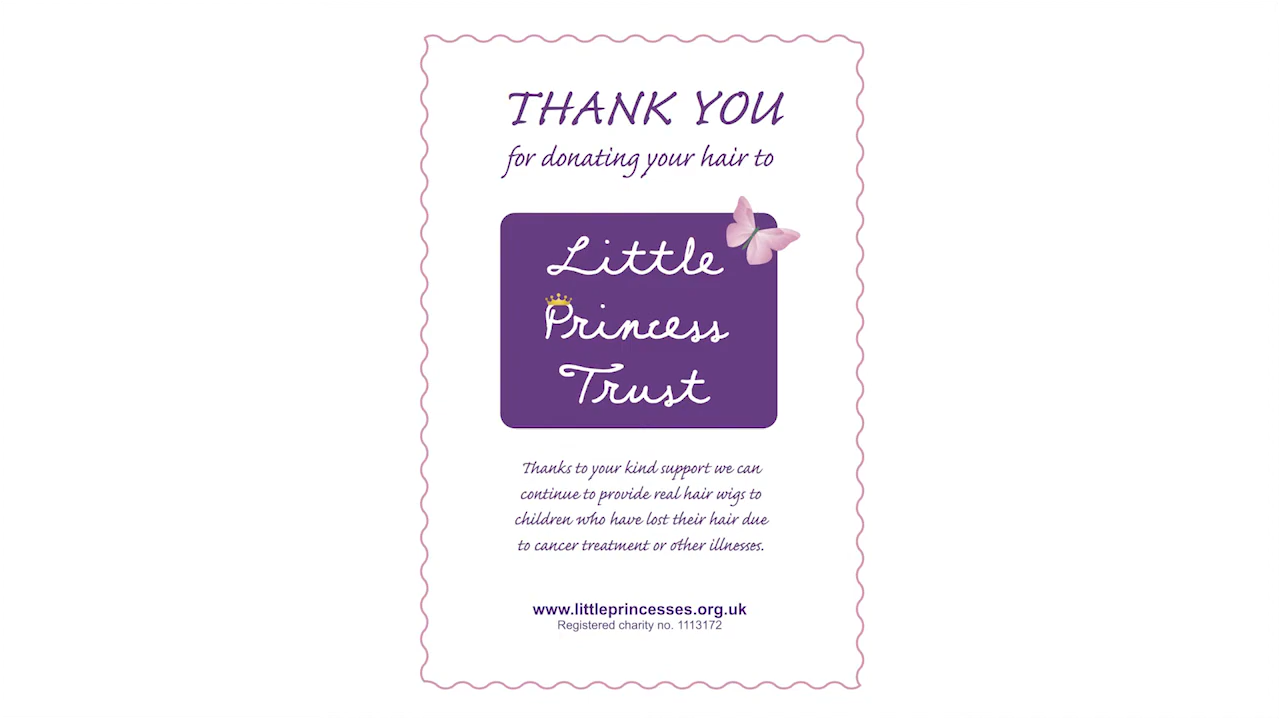 THANK YOU
for donating your hair to
Little
Princess
Trust
Thanks to your kind support we can
continue to provide real hair wigs to
children who have lost their hair due
to cancer treatment or other illnesses.
www.littleprincesses.org.uk
Registered charity no. 1113172